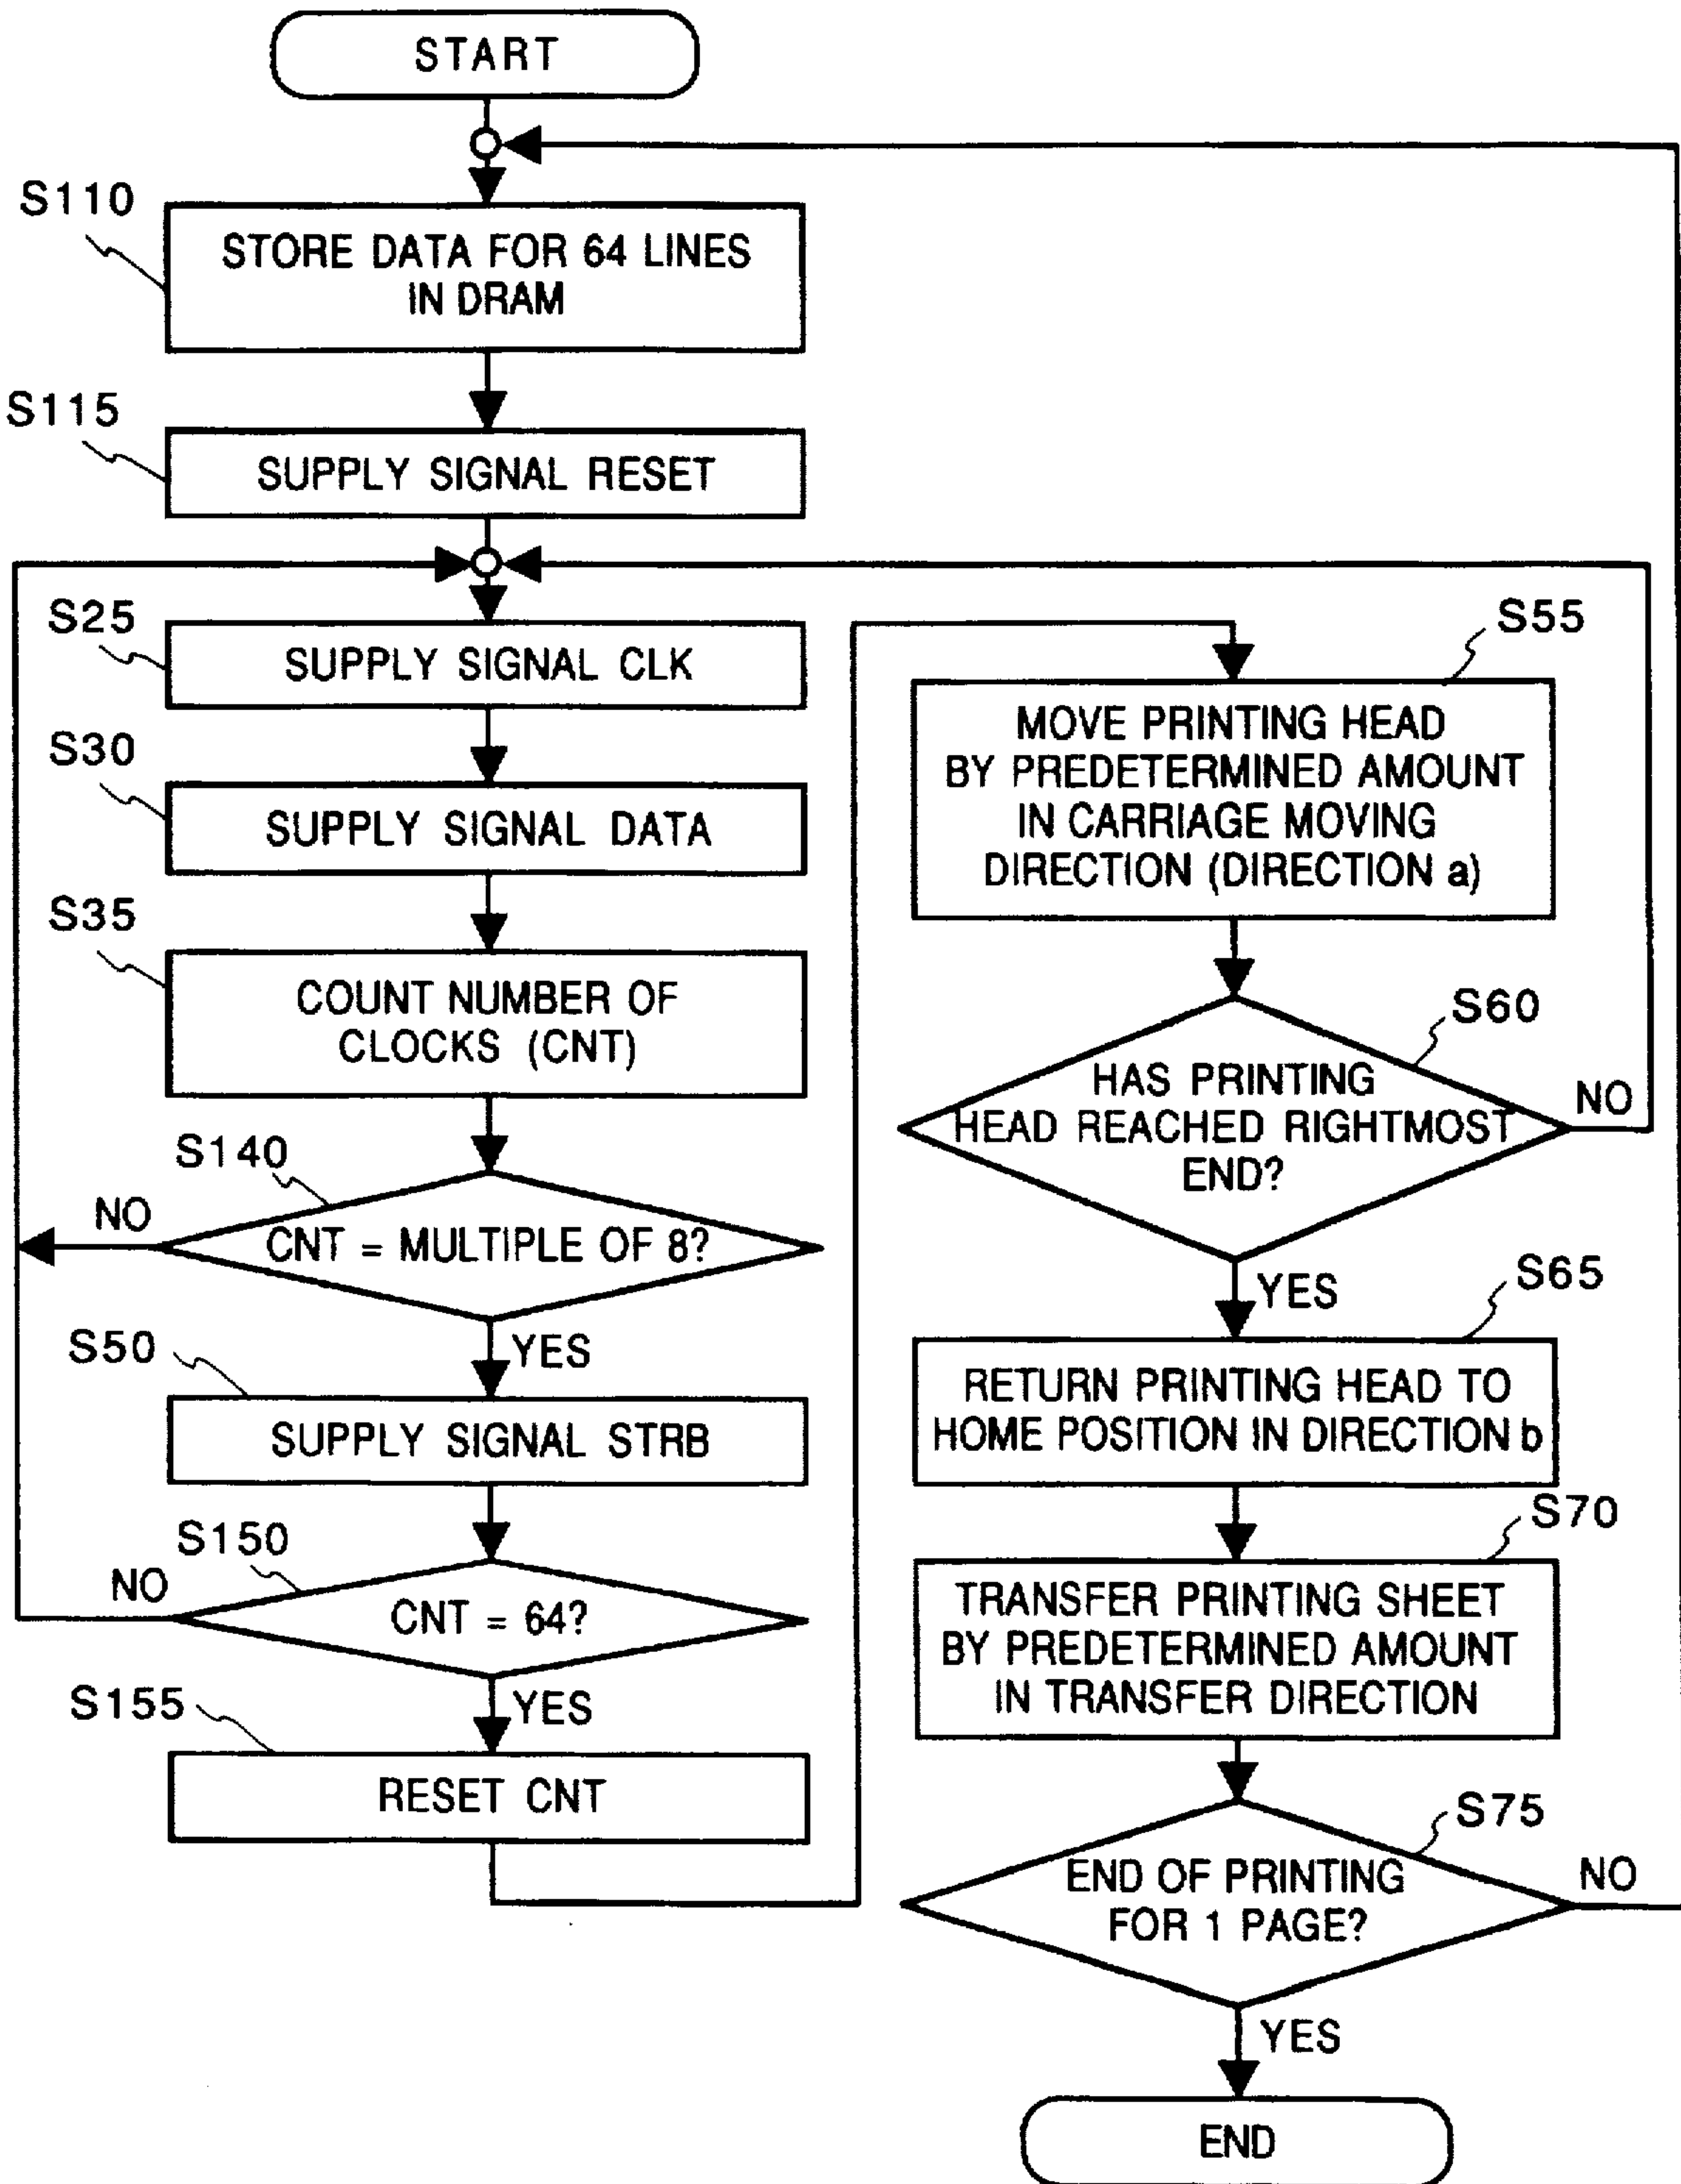 START
S110
STORE DATA FOR 64 LINES
IN DRAM
S115
SUPPLY SIGNAL RESET
S25
SUPPLY SIGNAL CLK
S30
SUPPLY SIGNAL DATA
S35
COUNT NUMBER OF
CLOCKS (CNT)
S140
NO
CNT = MULTIPLE OF 8?
YES
S50
SUPPLY SIGNAL STRB
S150
NO
CNT = 64?
YES
S155
RESET CNT
S55
MOVE PRINTING HEAD
BY PREDETERMINED AMOUNT
IN CARRIAGE MOVING
DIRECTION (DIRECTION a)
S60
HAS PRINTING
HEAD REACHED RIGHTMOST
END?
NO
YES
S65
RETURN PRINTING HEAD TO
HOME POSITION IN DIRECTION b
S70
TRANSFER PRINTING SHEET
BY PREDETERMINED AMOUNT
IN TRANSFER DIRECTION
S75
END OF PRINTING
FOR 1 PAGE?
NO
YES
END